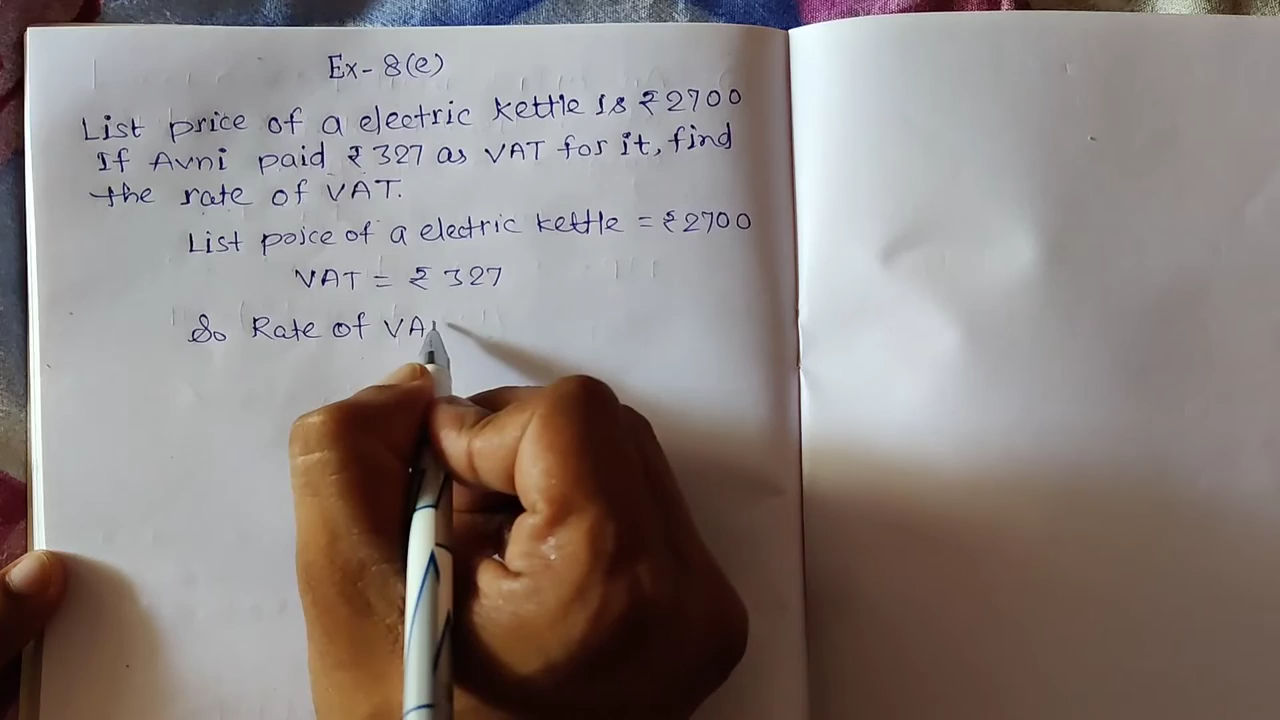 Ex- 8(e)
List price of a electric kettle is ₹2700
If Avni paid ₹327 as VAT for it, find
the rate of VAT.
List poice of a electric kettle = ₹2700
VAT = ₹ 327
So Rate of VA